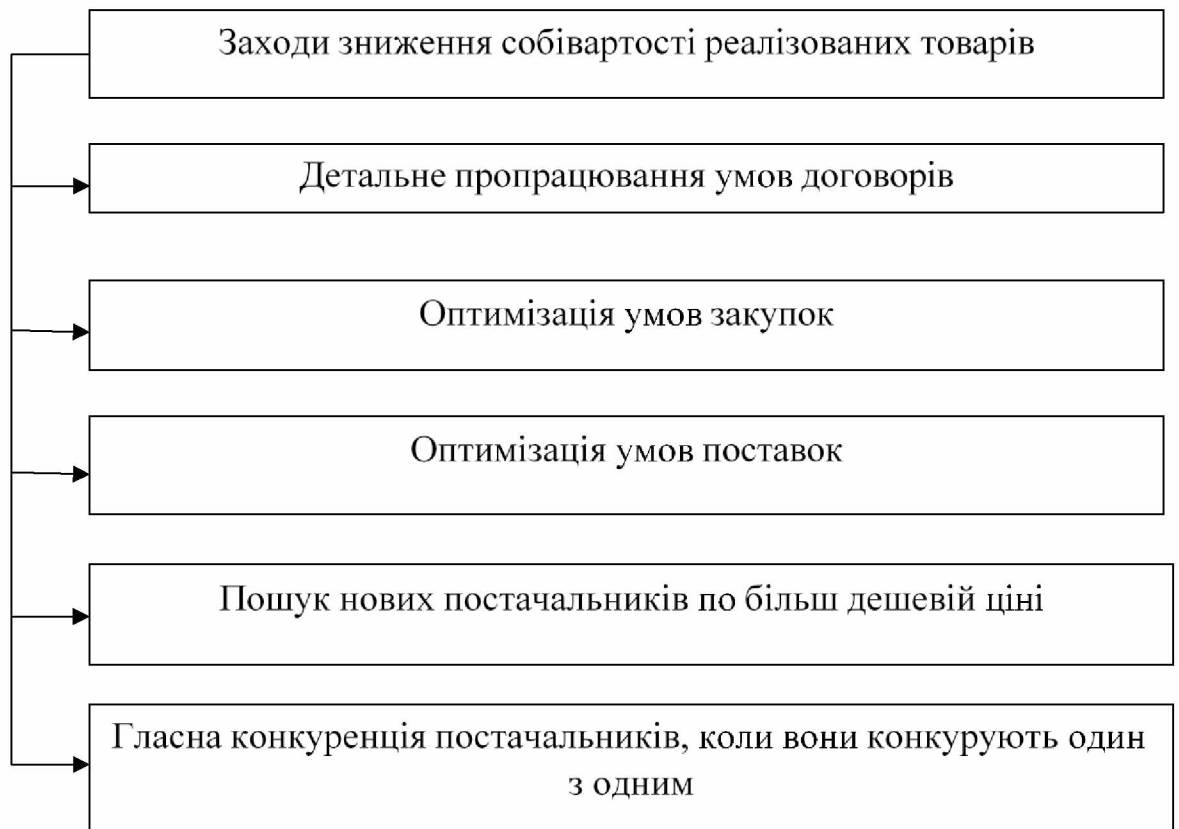 Заходи зниження собівартості реалізованих товарів
Детальне пропрацювання умов договорів
Оптимізація умов закупок
Оптимізація умов поставок
Пошук нових постачальників по більш дешевій ціні
Гласна конкуренція постачальників, коли вони конкурують один
з одним